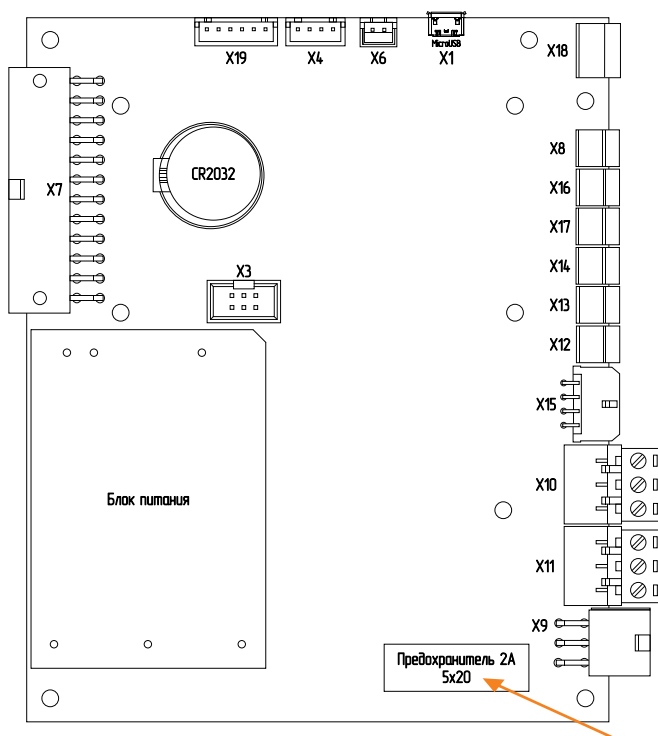 X19
X4
X6
MicroUSB
X1
X18
X7
CR2032
X8
X16
X17
X14
X3
X13
X12
X15
Блок питания
X10
X11
X9
Предохранитель 2А
5x20